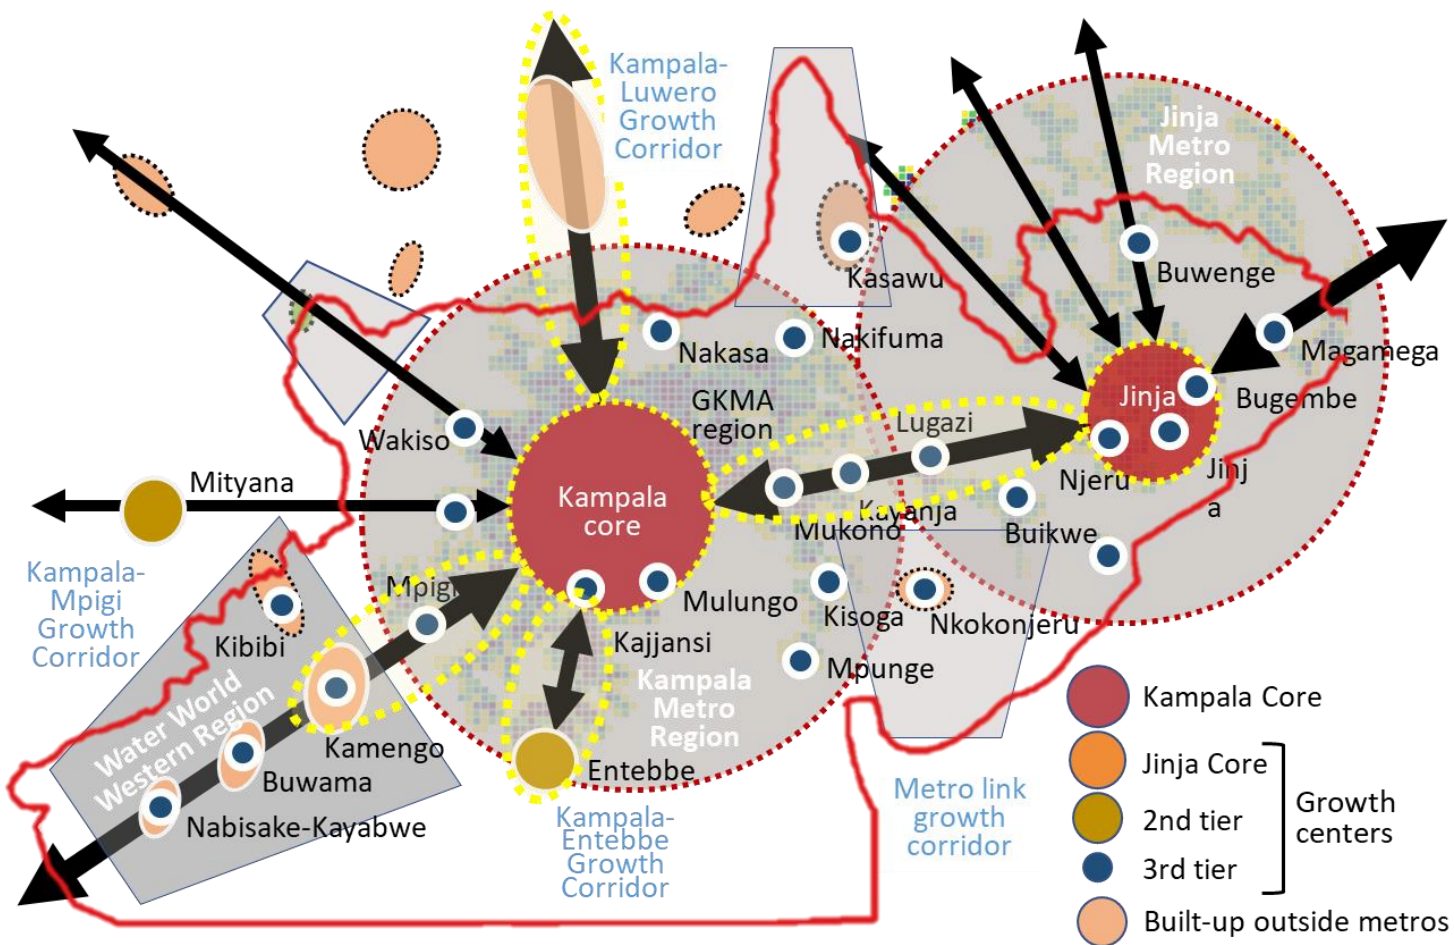 Kampala-
Luwero
Growth
Corridor
Jinja
Metro
Region
Kasawu
Buwenge
Nakasa
Nakifuma
Magamega
GKMA
region
Jinja
Bugembe
Wakiso
Lugazi
Mityana
Kampala
core
Njeru
Jinj
a
Kayanja
Mukono
Buikwe
Kampala-
Mpigi
Growth
Corridor
Mpigi
Mulungo
Kisoga
Nkokonjeru
Kibibi
Kajjansi
Mpunge
Kampala
Metro
Region
Water World
Western Region
Kamengo
Buwama
Nabisake-Kayabwe
Entebbe
Kampala-
Entebbe
Growth
Corridor
Metro link
growth
corridor
Kampala Core
Jinja Core
2nd tier
3rd tier
Growth
centers
Built-up outside metros